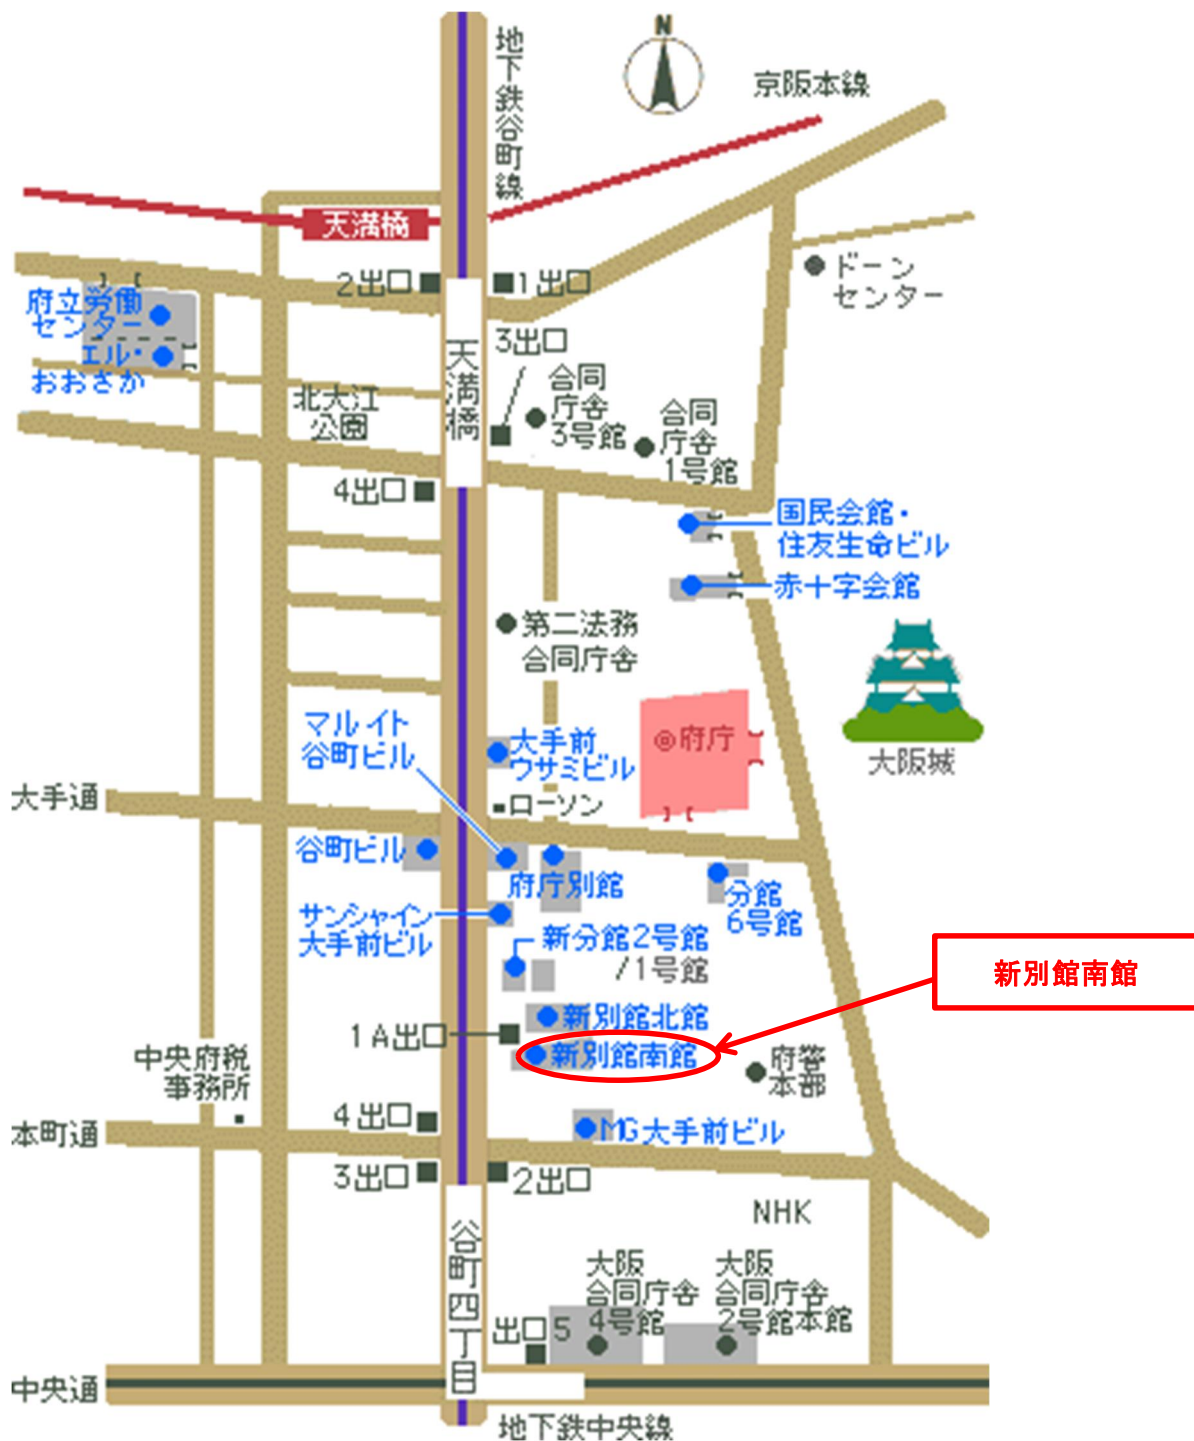 N
地下鉄谷町線
京阪本線
天満橋
2出口
1出口
ドーン
センター
府立労働
センター
エル・
おおさか
3出口
天満橋
合同
庁舎
3号館
合同
庁舎
1号館
北大江
公園
4出口
国民会館・
住友生命ビル
赤十字会館
第二法務
合同庁舎
マルイト
谷町ビル
大手前
ウサミビル
◎府庁
大阪城
大手通
ローソン
谷町ビル
府庁別館
分館
6号館
サンシャイン
大手前ビル
新分館2号館
/1号館
新別館南館
新別館北館
1A出口
新別館南館
府警
本部
中央府税
事務所
4出口
本町通
MG大手前ビル
3出口
2出口
NHK
谷町四丁目
大阪
合同庁舎
4号館
大阪
合同庁舎
2号館本館
出口5
中央通
地下鉄中央線